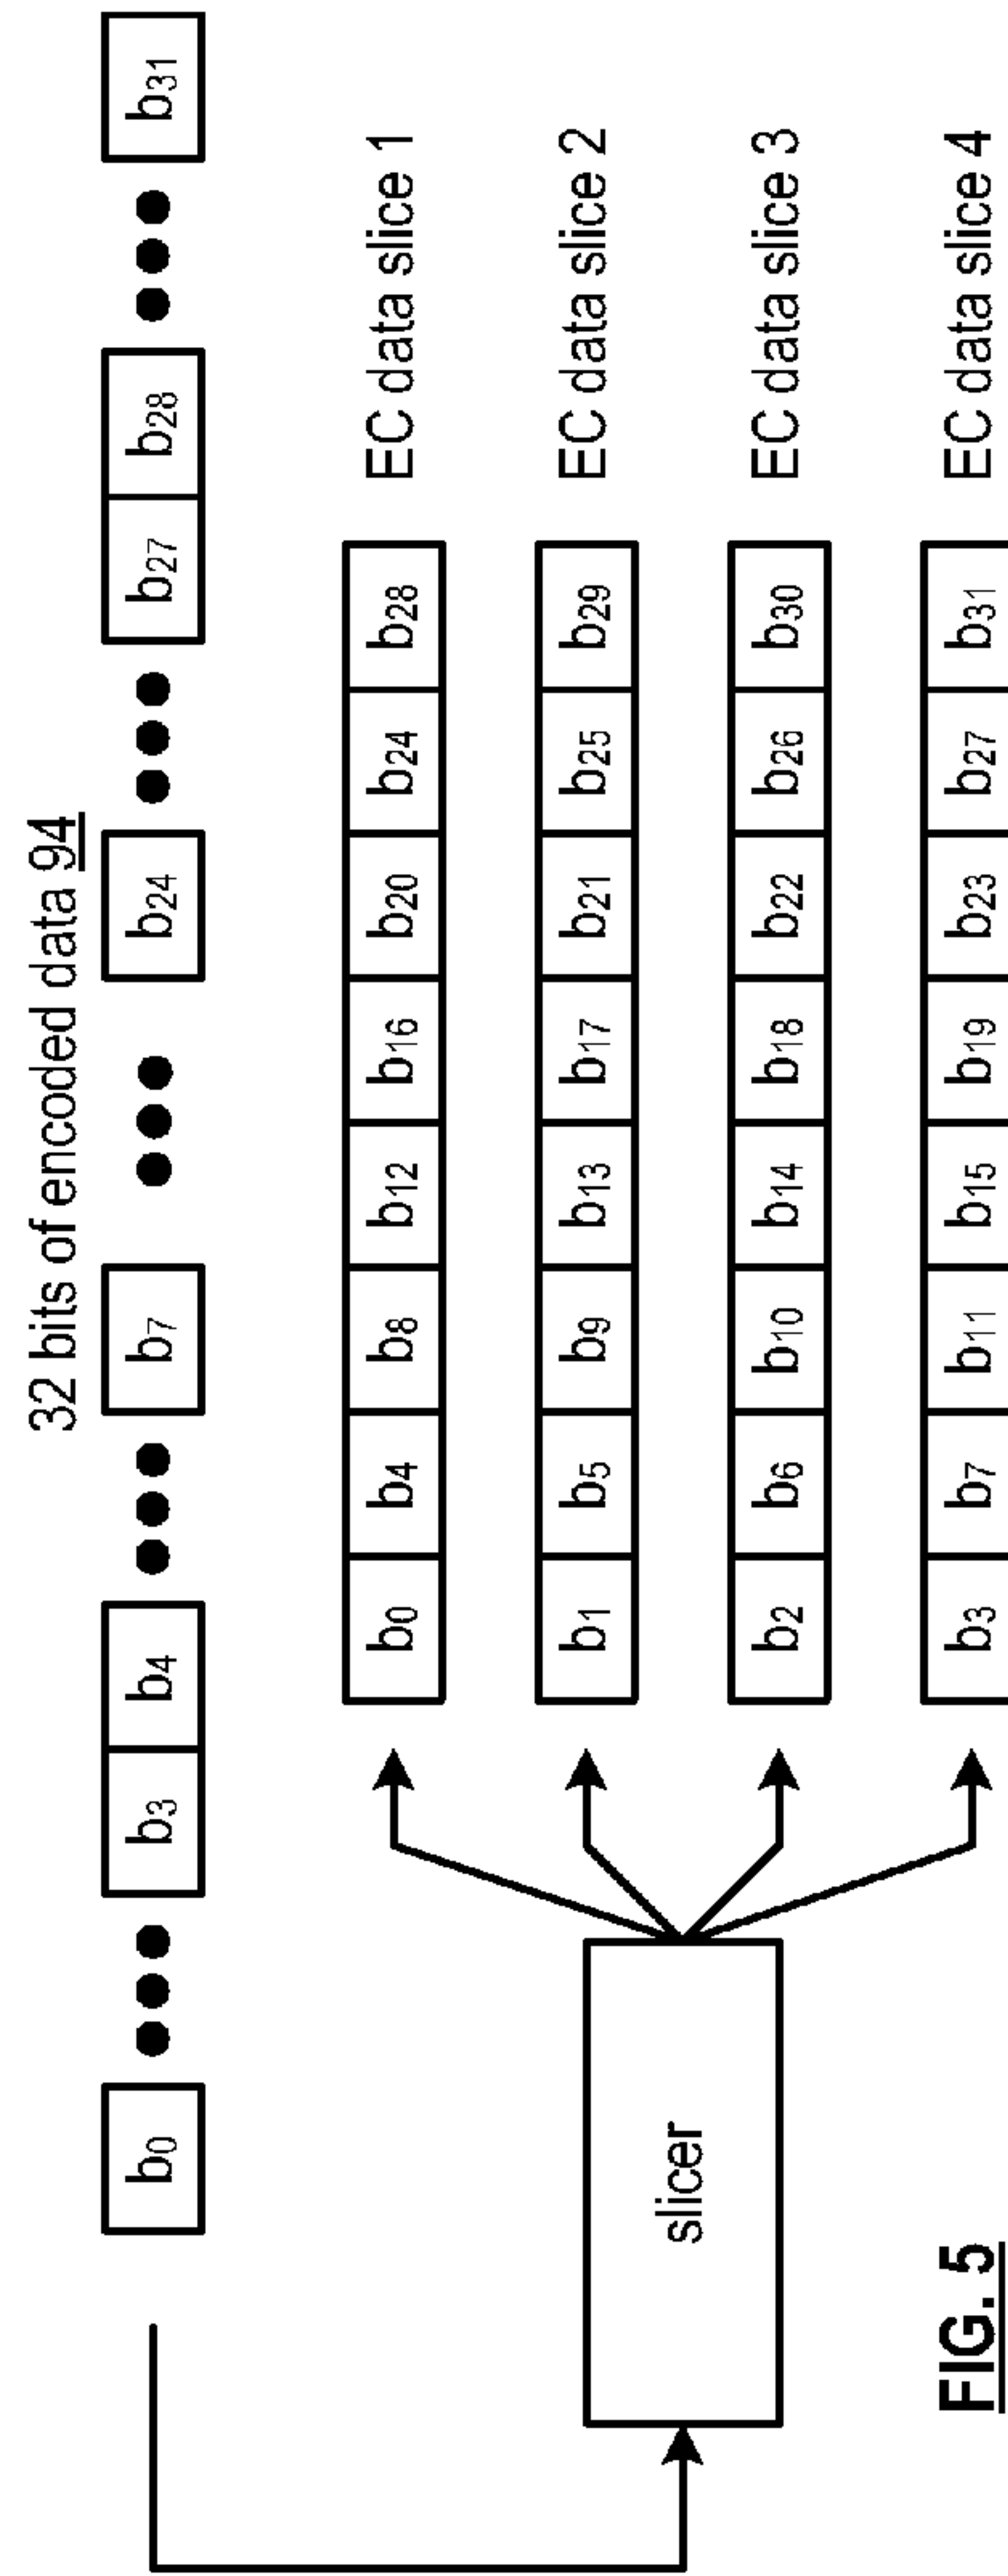 32 bits of encoded data 94
b0 ●●● b3 b4 ●●● b7 ●●● b24 ●●● b27 b28 ●●● b31
b0 b4 b8 b12 b16 b20 b24 b28 EC data slice 1
b1 b5 b9 b13 b17 b21 b25 b29 EC data slice 2
slicer
b2 b6 b10 b14 b18 b22 b26 b30 EC data slice 3
b3 b7 b11 b15 b19 b23 b27 b31 EC data slice 4
FIG. 5